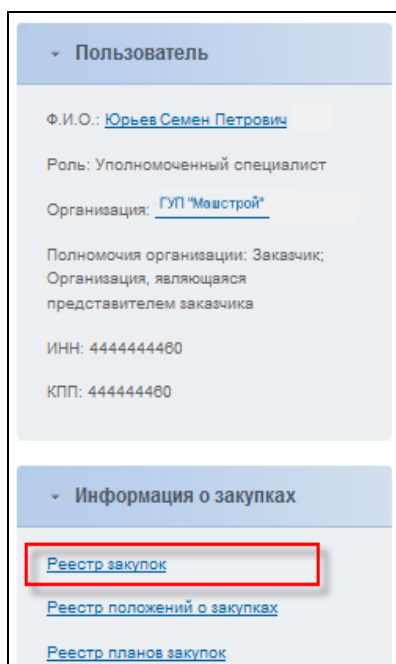 Пользователь
Ф.И.О.: Юрьев Семен Петрович
Роль: Уполномоченный специалист
Организация: ГУП "Машстрой"
Полномочия организации: Заказчик;
Организация, являющаяся
представителем заказчика
ИНН: 4444444460
КПП: 444444460
Информация о закупках
Реестр закупок
Реестр положений о закупках
Реестр планов закупок